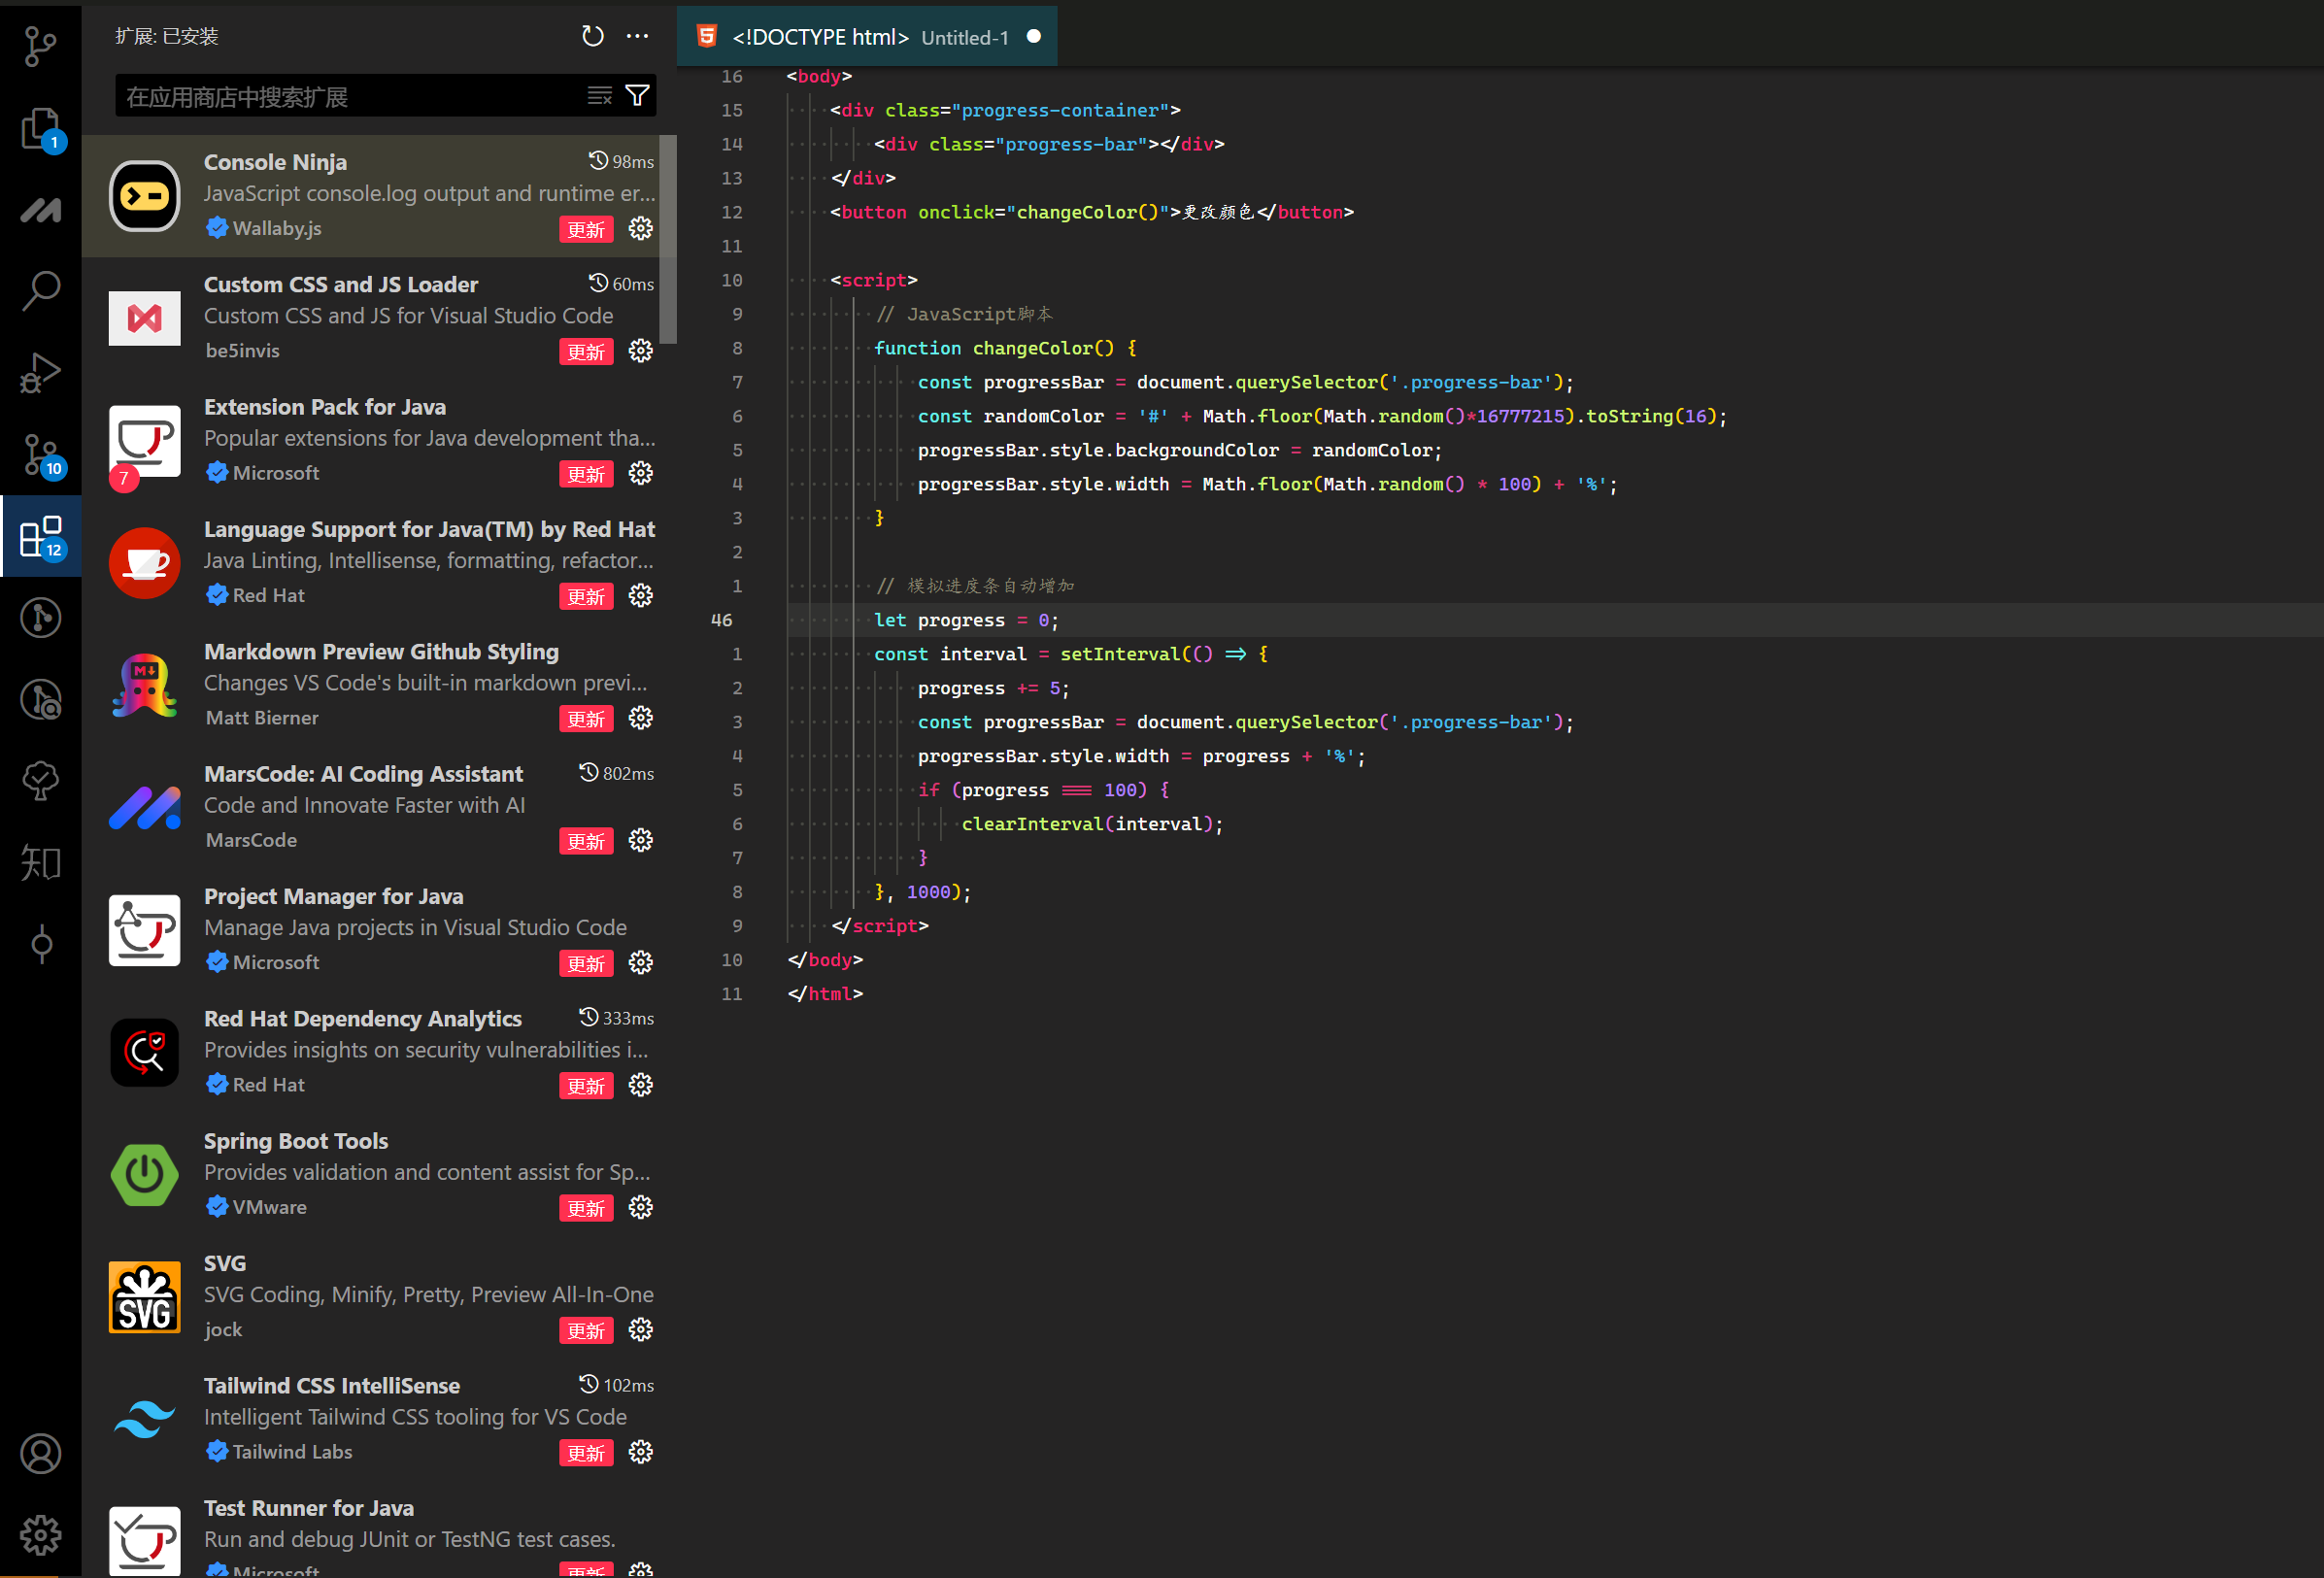 扩展: 已安装
在应用商店中搜索扩展
1
10
12
知
Console Ninja 98ms
JavaScript console.log output and runtime er...
Wallaby.js 更新
Custom CSS and JS Loader 60ms
Custom CSS and JS for Visual Studio Code
be5invis 更新
Extension Pack for Java
Popular extensions for Java development tha...
7 Microsoft 更新
Language Support for Java(TM) by Red Hat
Java Linting, Intellisense, formatting, refactor...
Red Hat 更新
Markdown Preview Github Styling
Changes VS Code's built-in markdown previ...
Matt Bierner 更新
MarsCode: AI Coding Assistant 802ms
Code and Innovate Faster with AI
MarsCode 更新
Project Manager for Java
Manage Java projects in Visual Studio Code
Microsoft 更新
Red Hat Dependency Analytics 333ms
Provides insights on security vulnerabilities i...
Red Hat 更新
Spring Boot Tools
Provides validation and content assist for Sp...
VMware 更新
SVG
SVG Coding, Minify, Pretty, Preview All-In-One
jock 更新
Tailwind CSS IntelliSense 102ms
Intelligent Tailwind CSS tooling for VS Code
Tailwind Labs 更新
Test Runner for Java
Run and debug JUnit or TestNG test cases.
Microsoft 更新
<!DOCTYPE html> Untitled-1
16 <body>
15 <div class="progress-container">
14 <div class="progress-bar"></div>
13 </div>
12 <button onclick="changeColor()">更改颜色</button>
11
10 <script>
9 // JavaScript脚本
8 function changeColor() {
7 const progressBar = document.querySelector('.progress-bar');
6 const randomColor = '#' + Math.floor(Math.random()*16777215).toString(16);
5 progressBar.style.backgroundColor = randomColor;
4 progressBar.style.width = Math.floor(Math.random() * 100) + '%';
3 }
2
1 // 模拟进度条自动增加
46 let progress = 0;
1 const interval = setInterval(() => {
2 progress += 5;
3 const progressBar = document.querySelector('.progress-bar');
4 progressBar.style.width = progress + '%';
5 if (progress === 100) {
6 clearInterval(interval);
7 }
8 }, 1000);
9 </script>
10 </body>
11 </html>